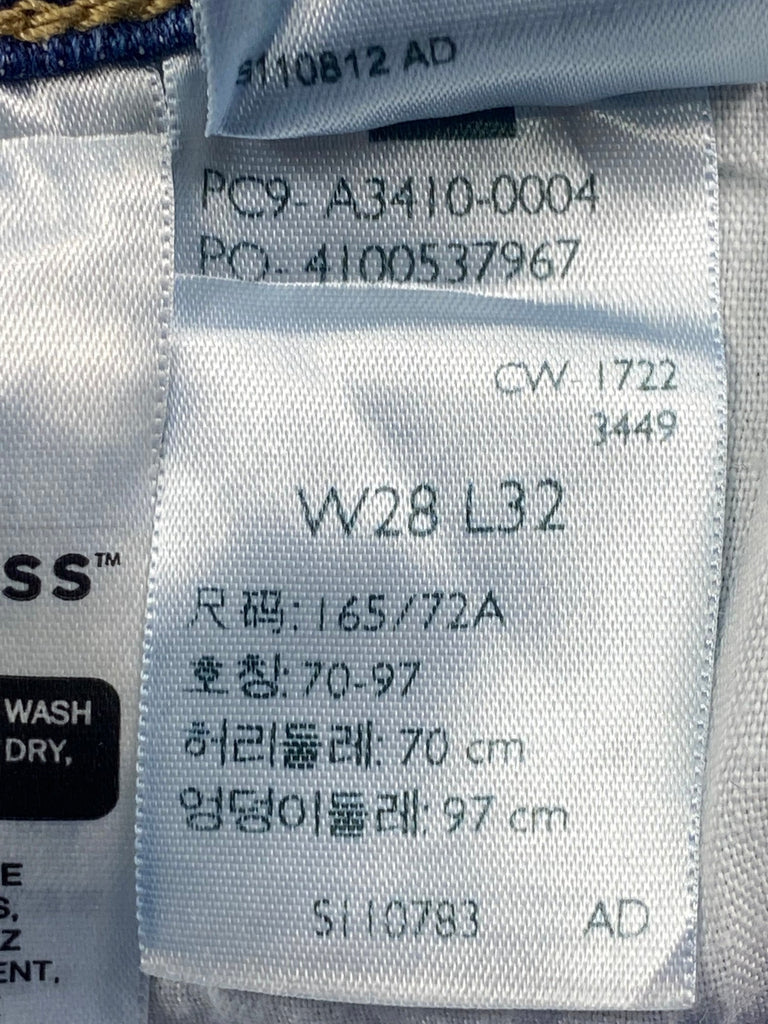 S110812 AD
PC9- A3410-0004
PO- 4100537967
CW-1722
3449
W28 L32
尺码: 165/72A
호칭: 70-97
허리둘레: 70 cm
엉덩이둘레: 97 cm
S110783 AD
SS™
WASH
DRY,
E
S,
Z
ENT,